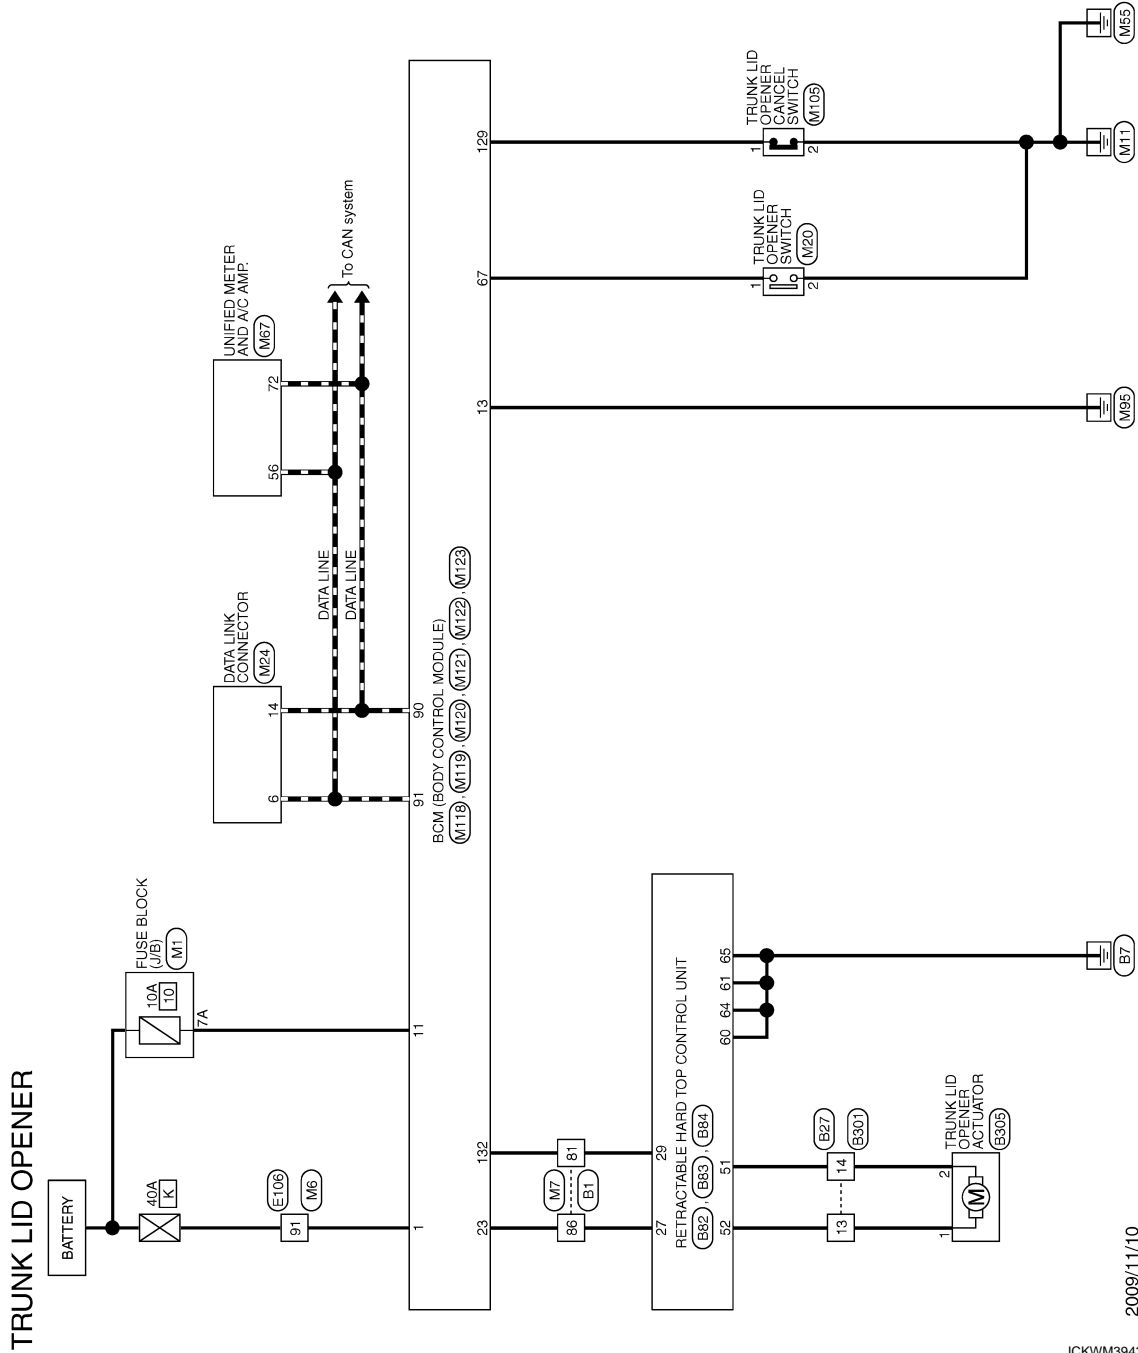 TRUNK LID OPENER
BATTERY
40A
K
E106
91
M6
FUSE BLOCK
(J/B)
M1
10A
10
7A
DATA LINK
CONNECTOR
M24
6
14
UNIFIED METER
AND A/C AMP.
M67
56
72
DATA LINE
DATA LINE
To CAN system
1
11
91
90
BCM (BODY CONTROL MODULE)
M118 , M119 , M120 , M121 , M122 , M123
23
132
13
67
129
M7
86
81
B1
27
29
RETRACTABLE HARD TOP CONTROL UNIT
B82 , B83 , B84
52
51
60
64
61
65
B27
13
14
B301
TRUNK LID
OPENER
ACTUATOR
B305
1
2
M
TRUNK LID
OPENER
SWITCH
M20
1
2
TRUNK LID
OPENER
CANCEL
SWITCH
M105
1
2
B7
M95
M11
M55
2009/11/10